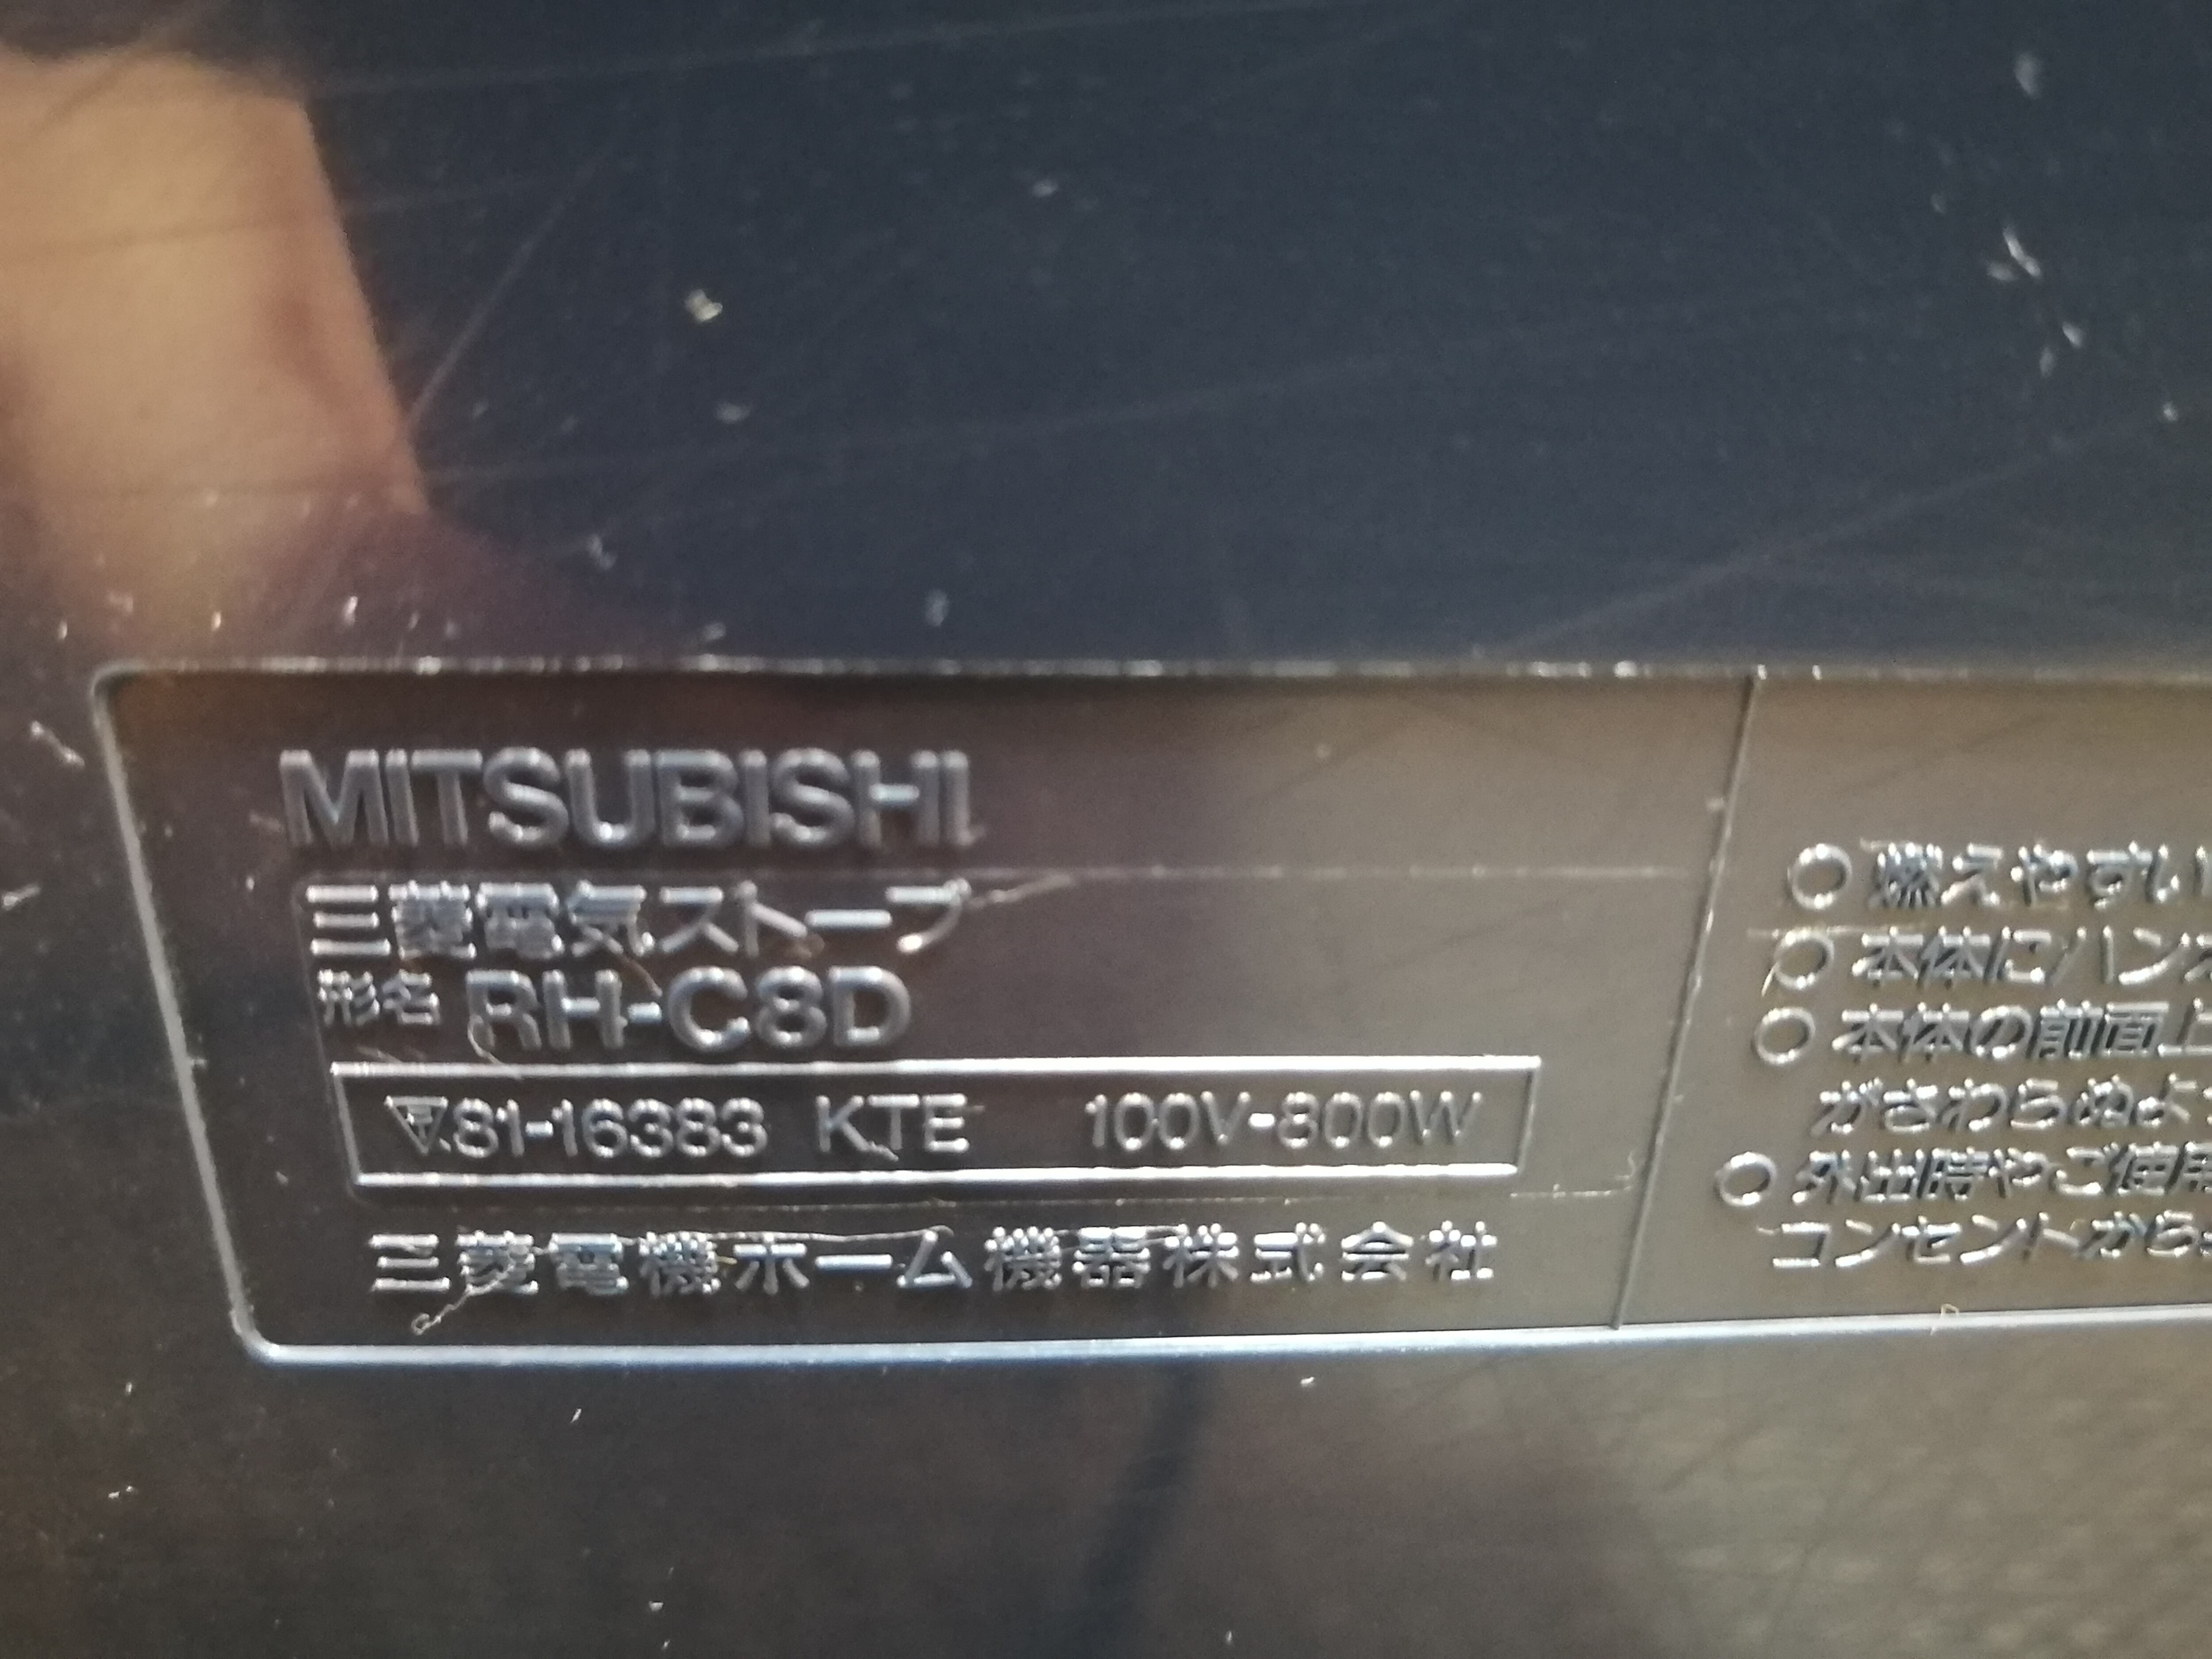 MITSUBISHI
三菱電気ストーブ
形名 RH-C8D
81-16383 KTE 100V-800W
三菱電機ホーム機器株式会社
○ 燃えやすい
○ 本体にハンカ
○ 本体の前面上
がさわらぬよ
○ 外出時やご使用
コンセントから